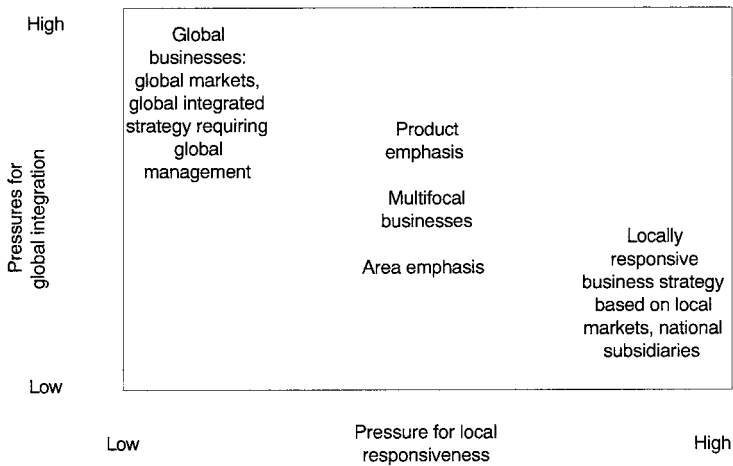 High
Global
businesses:
global markets,
global integrated
strategy requiring
global
management
Product
emphasis
Multifocal
businesses
Area emphasis
Locally
responsive
business strategy
based on local
markets, national
subsidiaries
Pressures for
global integration
Low
Low
Pressure for local
responsiveness
High